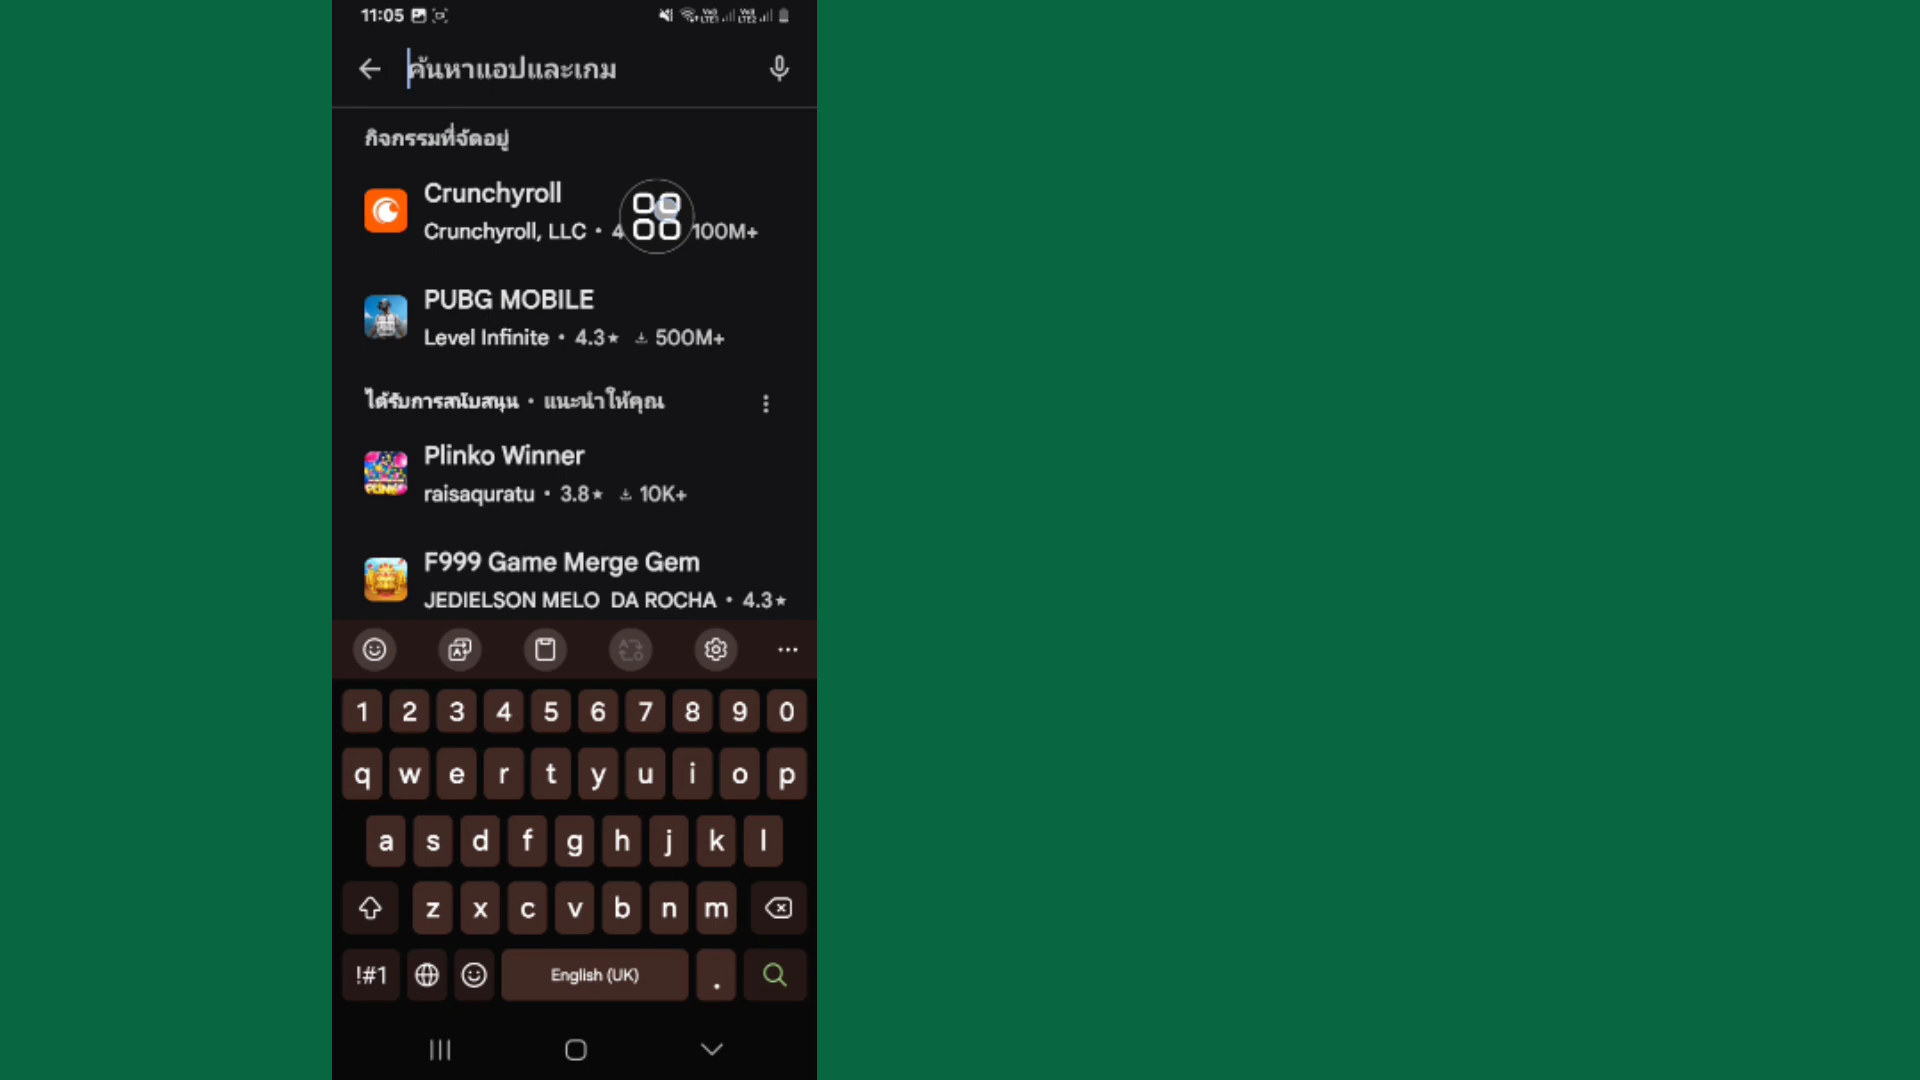 11:05
Vo) LTE1 Vo) LTE2
ค้นหาแอปและเกม
กิจกรรมที่จัดอยู่
Crunchyroll
Crunchyroll, LLC • 4 100M+
PUBG MOBILE
Level Infinite • 4.3★ 500M+
ได้รับการสนับสนุน • แนะนำให้คุณ
Plinko Winner
raisaquratu • 3.8★ 10K+
F999 Game Merge Gem
JEDIELSON MELO DA ROCHA • 4.3★
1 2 3 4 5 6 7 8 9 0
q w e r t y u i o p
a s d f g h j k l
z x c v b n m
!#1 English (UK) .